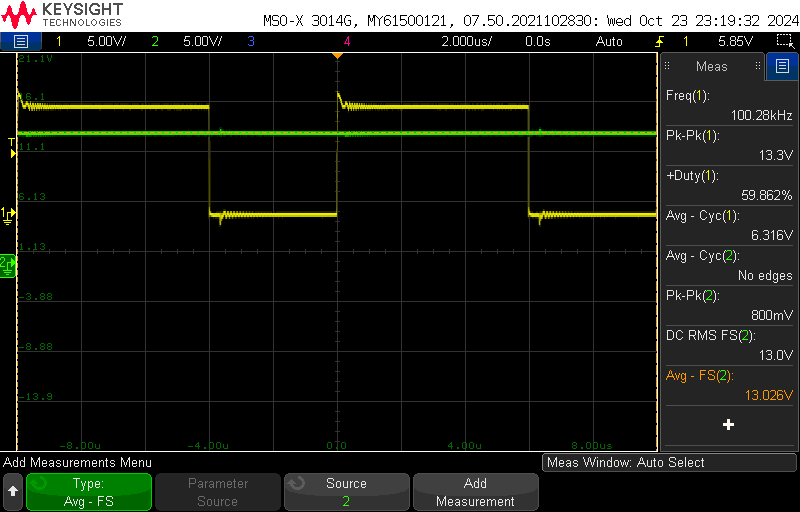 KEYSIGHT
TECHNOLOGIES
MSO-X 3014G, MY61500121, 07.50.2021102830: Wed Oct 23 23:19:32 2024
1 5.00V/ 2 5.00V/ 3 4 2.000us/ 0.0s Auto 1 5.85V
21.1V
11.1
6.13
1.13
-3.88
-8.88
-13.9
-8.00u -4.00u 0.0 4.00u 8.00us
T
1
2
Meas
Freq(1):
100.28kHz
Pk-Pk(1):
13.3V
+Duty(1):
59.862%
Avg - Cyc(1):
6.316V
Avg - Cyc(2):
No edges
Pk-Pk(2):
800mV
DC RMS FS(2):
13.0V
Avg - FS(2):
13.026V
Add Measurements Menu
Meas Window: Auto Select
Type:
Avg - FS
Parameter
Source
Source
2
Add
Measurement